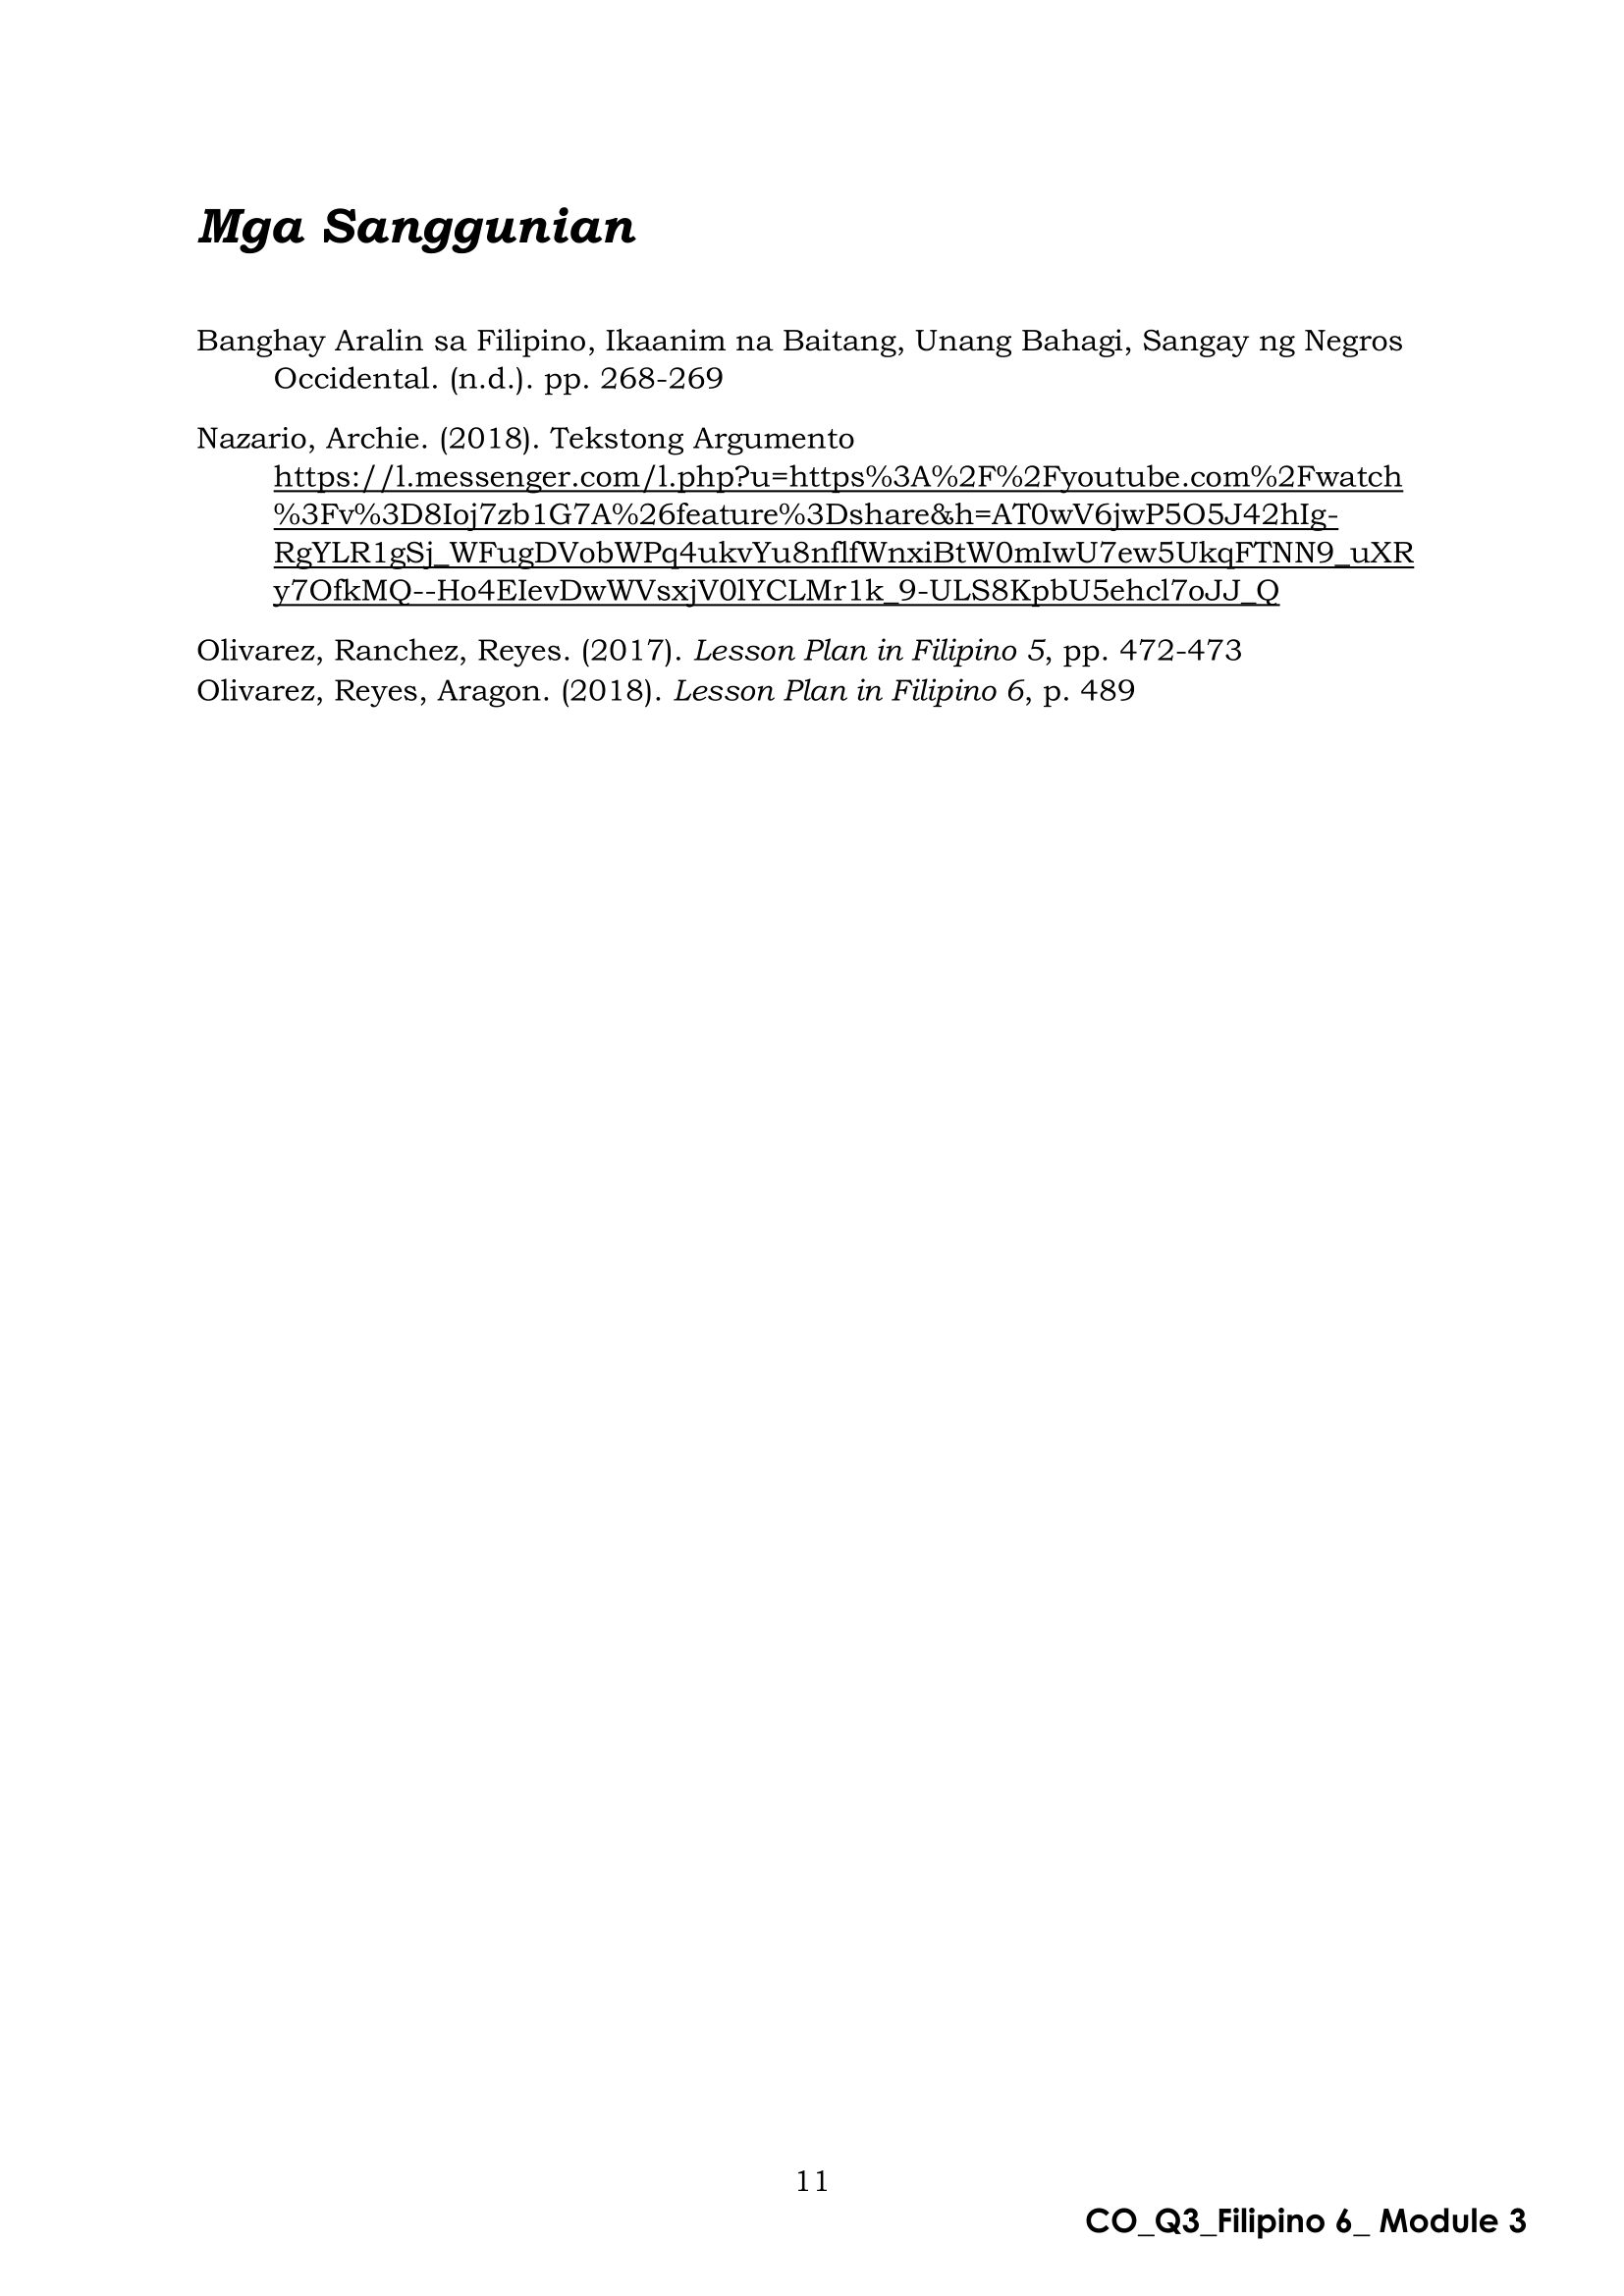 Mga Sanggunian
Banghay Aralin sa Filipino, Ikaanim na Baitang, Unang Bahagi, Sangay ng Negros
Occidental. (n.d.). pp. 268-269
Nazario, Archie. (2018). Tekstong Argumento
https://l.messenger.com/l.php?u=https%3A%2F%2Fyoutube.com%2Fwatch
%3Fv%3D8Ioj7zb1G7A%26feature%3Dshare&h=AT0wV6jwP5O5J42hIg-
RgYLR1gSj_WFugDVobWPq4ukvYu8nflfWnxiBtW0mIwU7ew5UkqFTNN9_uXR
y7OfkMQ--Ho4EIevDwWVsxjV0lYCLMr1k_9-ULS8KpbU5ehcl7oJJ_Q
Olivarez, Ranchez, Reyes. (2017). Lesson Plan in Filipino 5, pp. 472-473
Olivarez, Reyes, Aragon. (2018). Lesson Plan in Filipino 6, p. 489
11
CO_Q3_Filipino 6_ Module 3